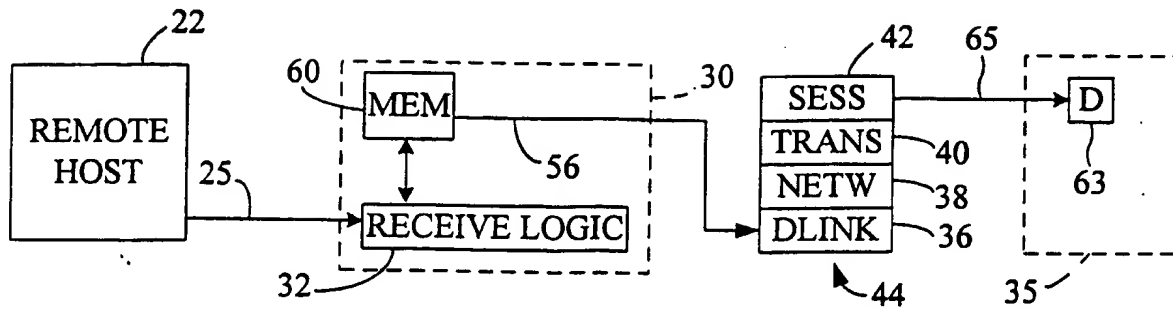 22
REMOTE
HOST
25
60
MEM
30
56
RECEIVE LOGIC
32
42
SESS
TRANS
40
NETW
38
DLINK
36
44
65
D
63
35